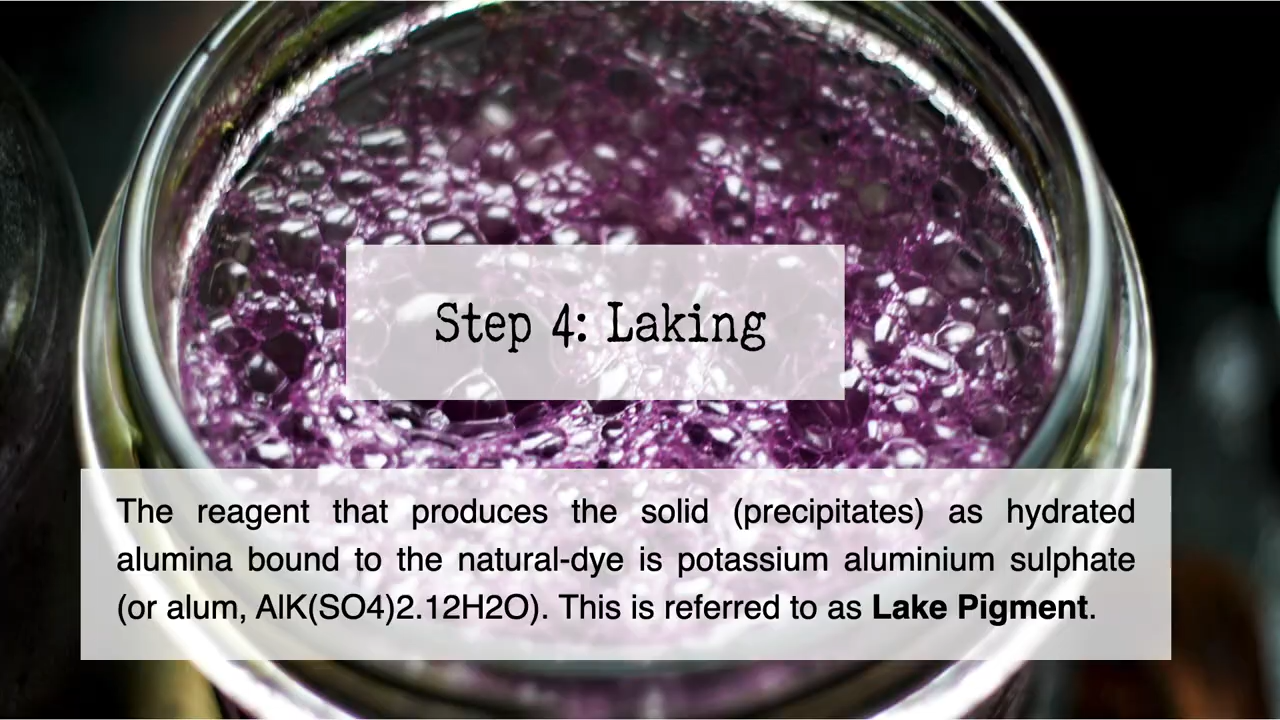 Step 4: Laking
The reagent that produces the solid (precipitates) as hydrated
alumina bound to the natural-dye is potassium aluminium sulphate
(or alum, AlK(SO4)2.12H2O). This is referred to as Lake Pigment.